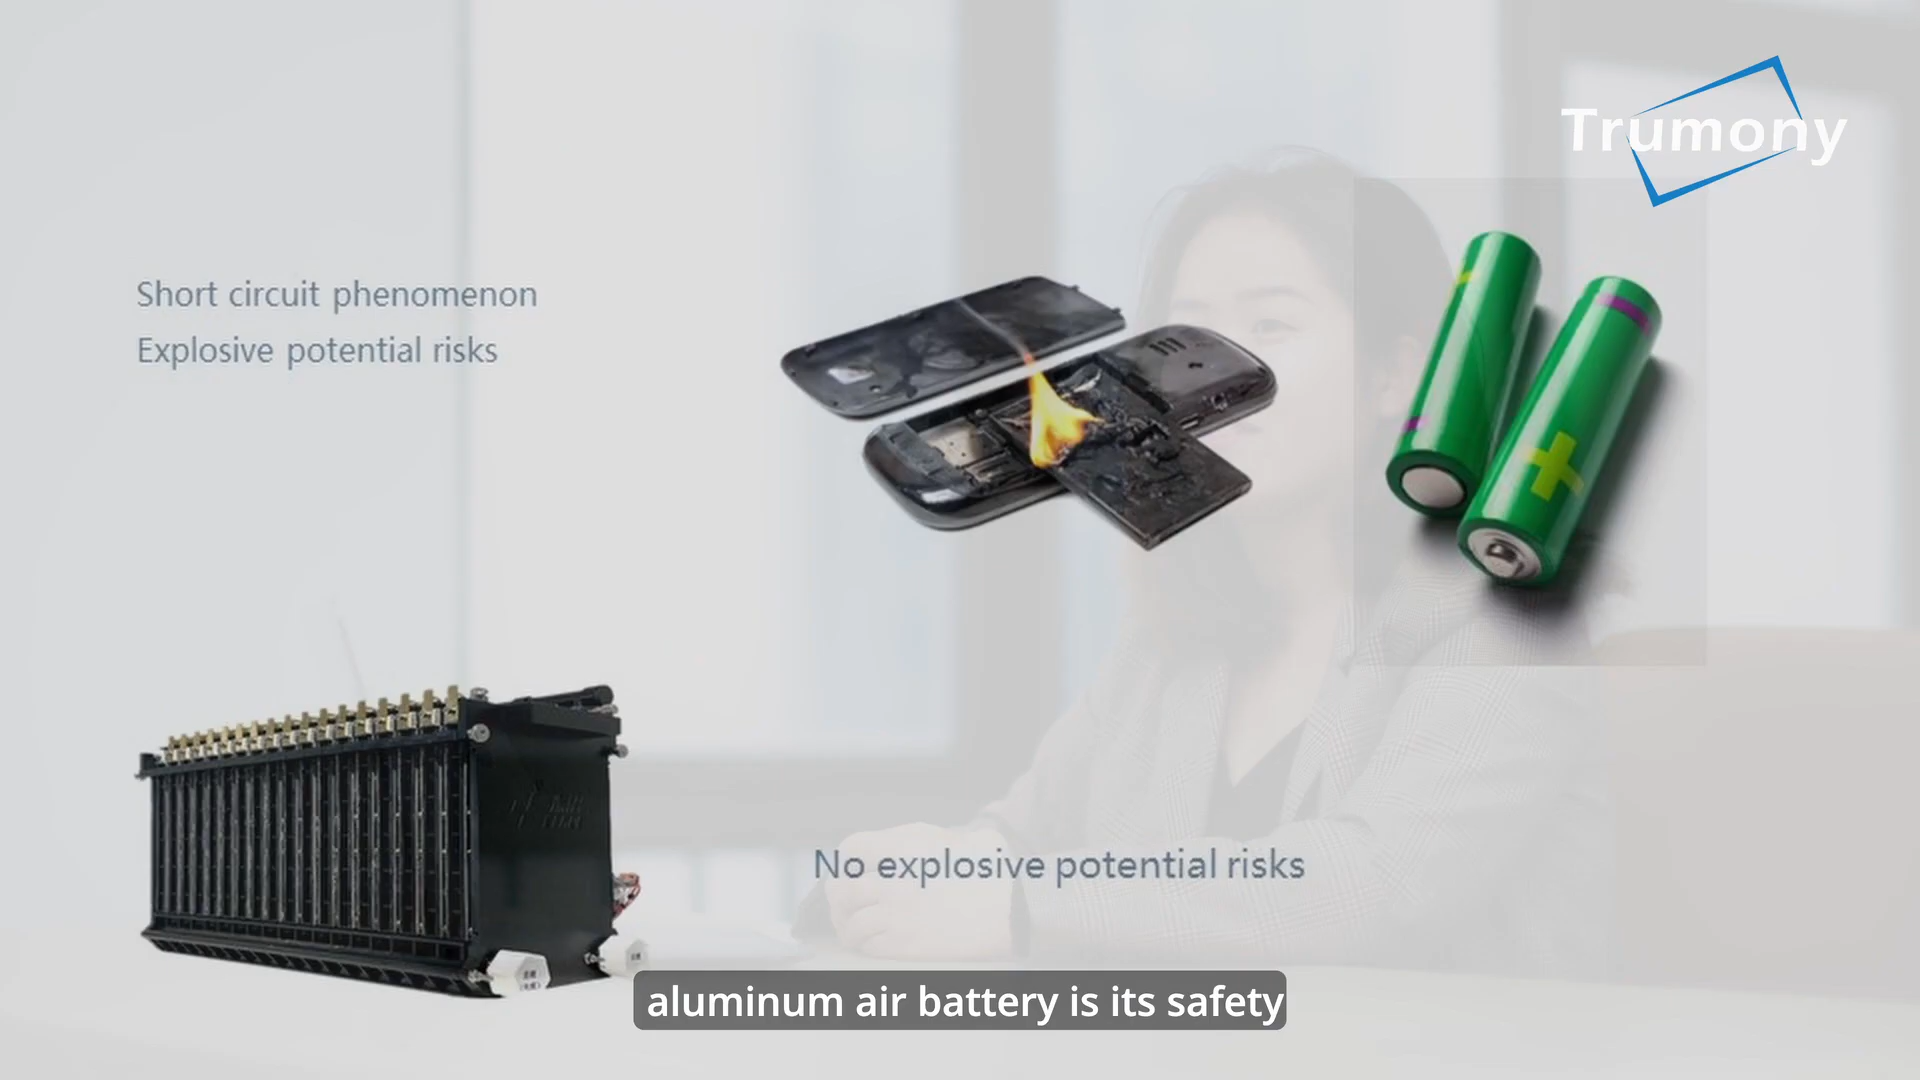 Trumony
Short circuit phenomenon
Explosive potential risks
No explosive potential risks
aluminum air battery is its safety